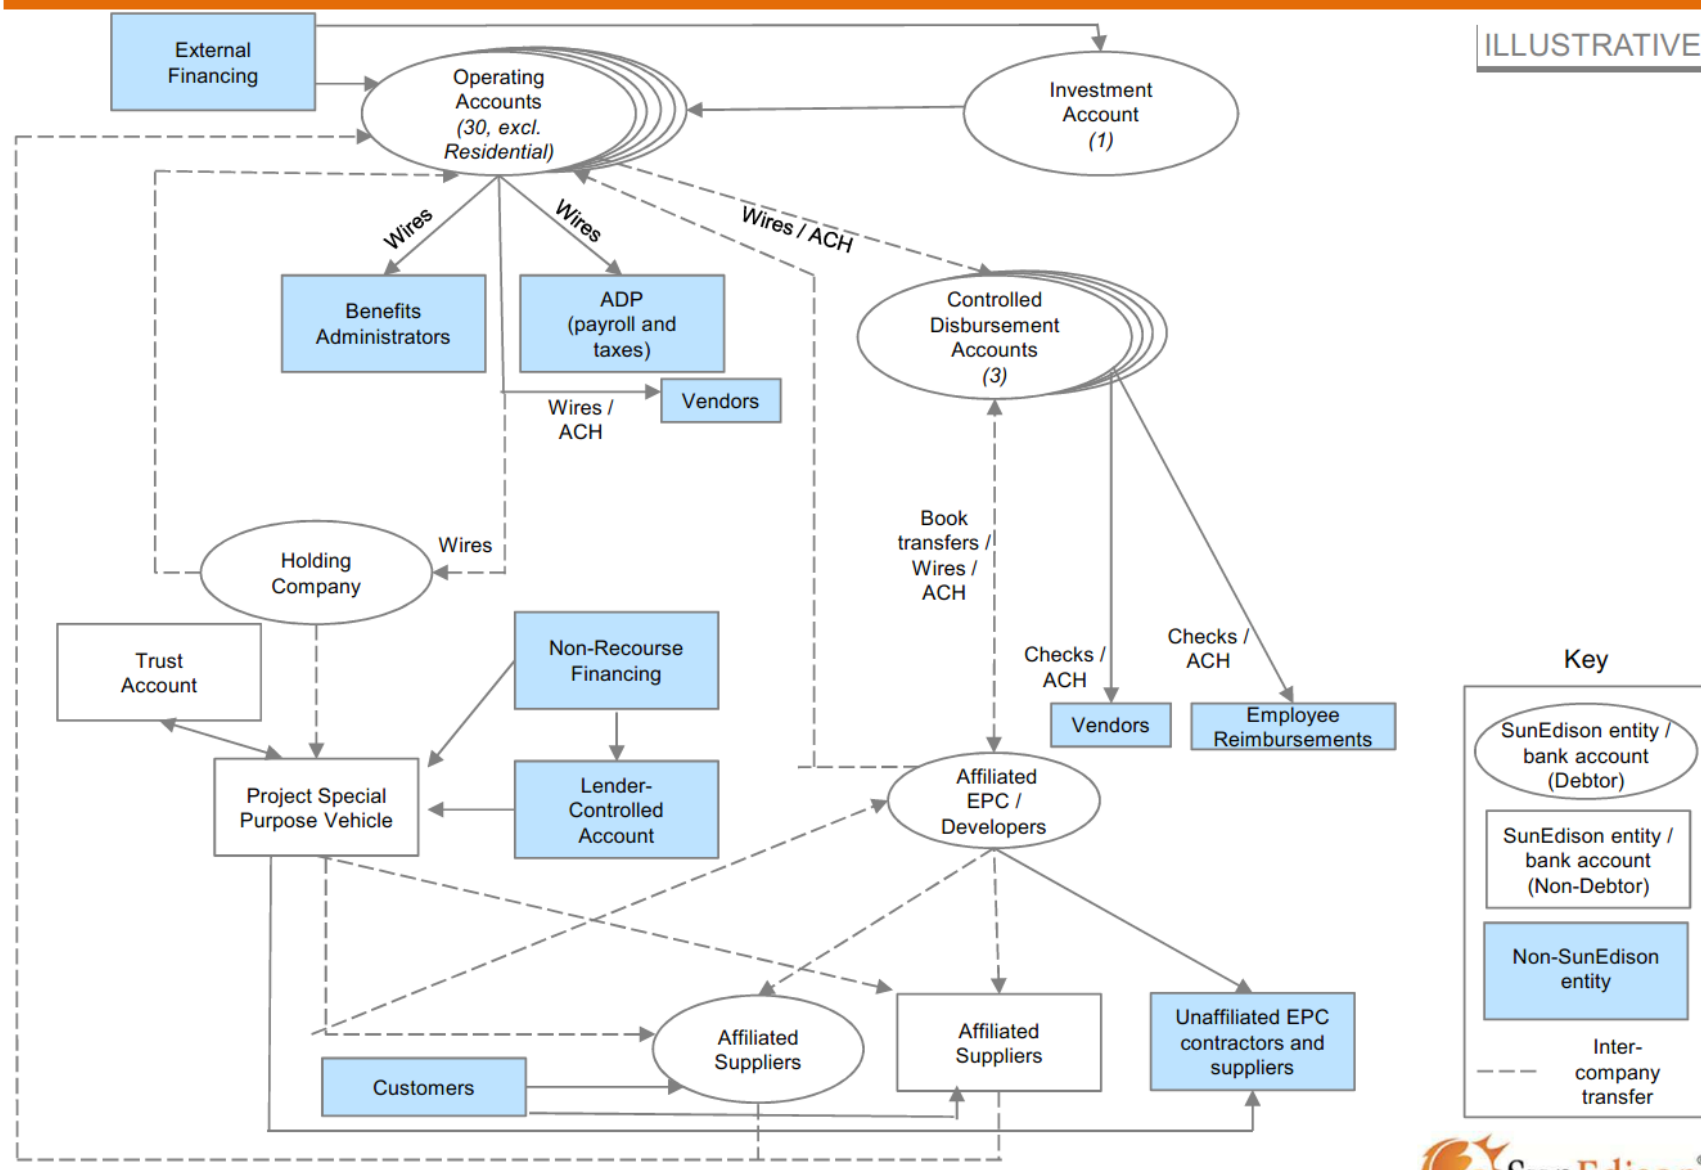 ILLUSTRATIVE
External
Financing
Operating
Accounts
(30, excl.
Residential)
Investment
Account
(1)
Wires
Wires
Wires / ACH
Benefits
Administrators
ADP
(payroll and
taxes)
Vendors
Wires /
ACH
Controlled
Disbursement
Accounts
(3)
Holding
Company
Wires
Book
transfers /
Wires /
ACH
Trust
Account
Non-Recourse
Financing
Checks /
ACH
Checks /
ACH
Vendors
Employee
Reimbursements
Project Special
Purpose Vehicle
Lender-
Controlled
Account
Affiliated
EPC /
Developers
Affiliated
Suppliers
Affiliated
Suppliers
Unaffiliated EPC
contractors and
suppliers
Customers
Key
SunEdison entity /
bank account
(Debtor)
SunEdison entity /
bank account
(Non-Debtor)
Non-SunEdison
entity
Inter-
company
transfer
SunEdison